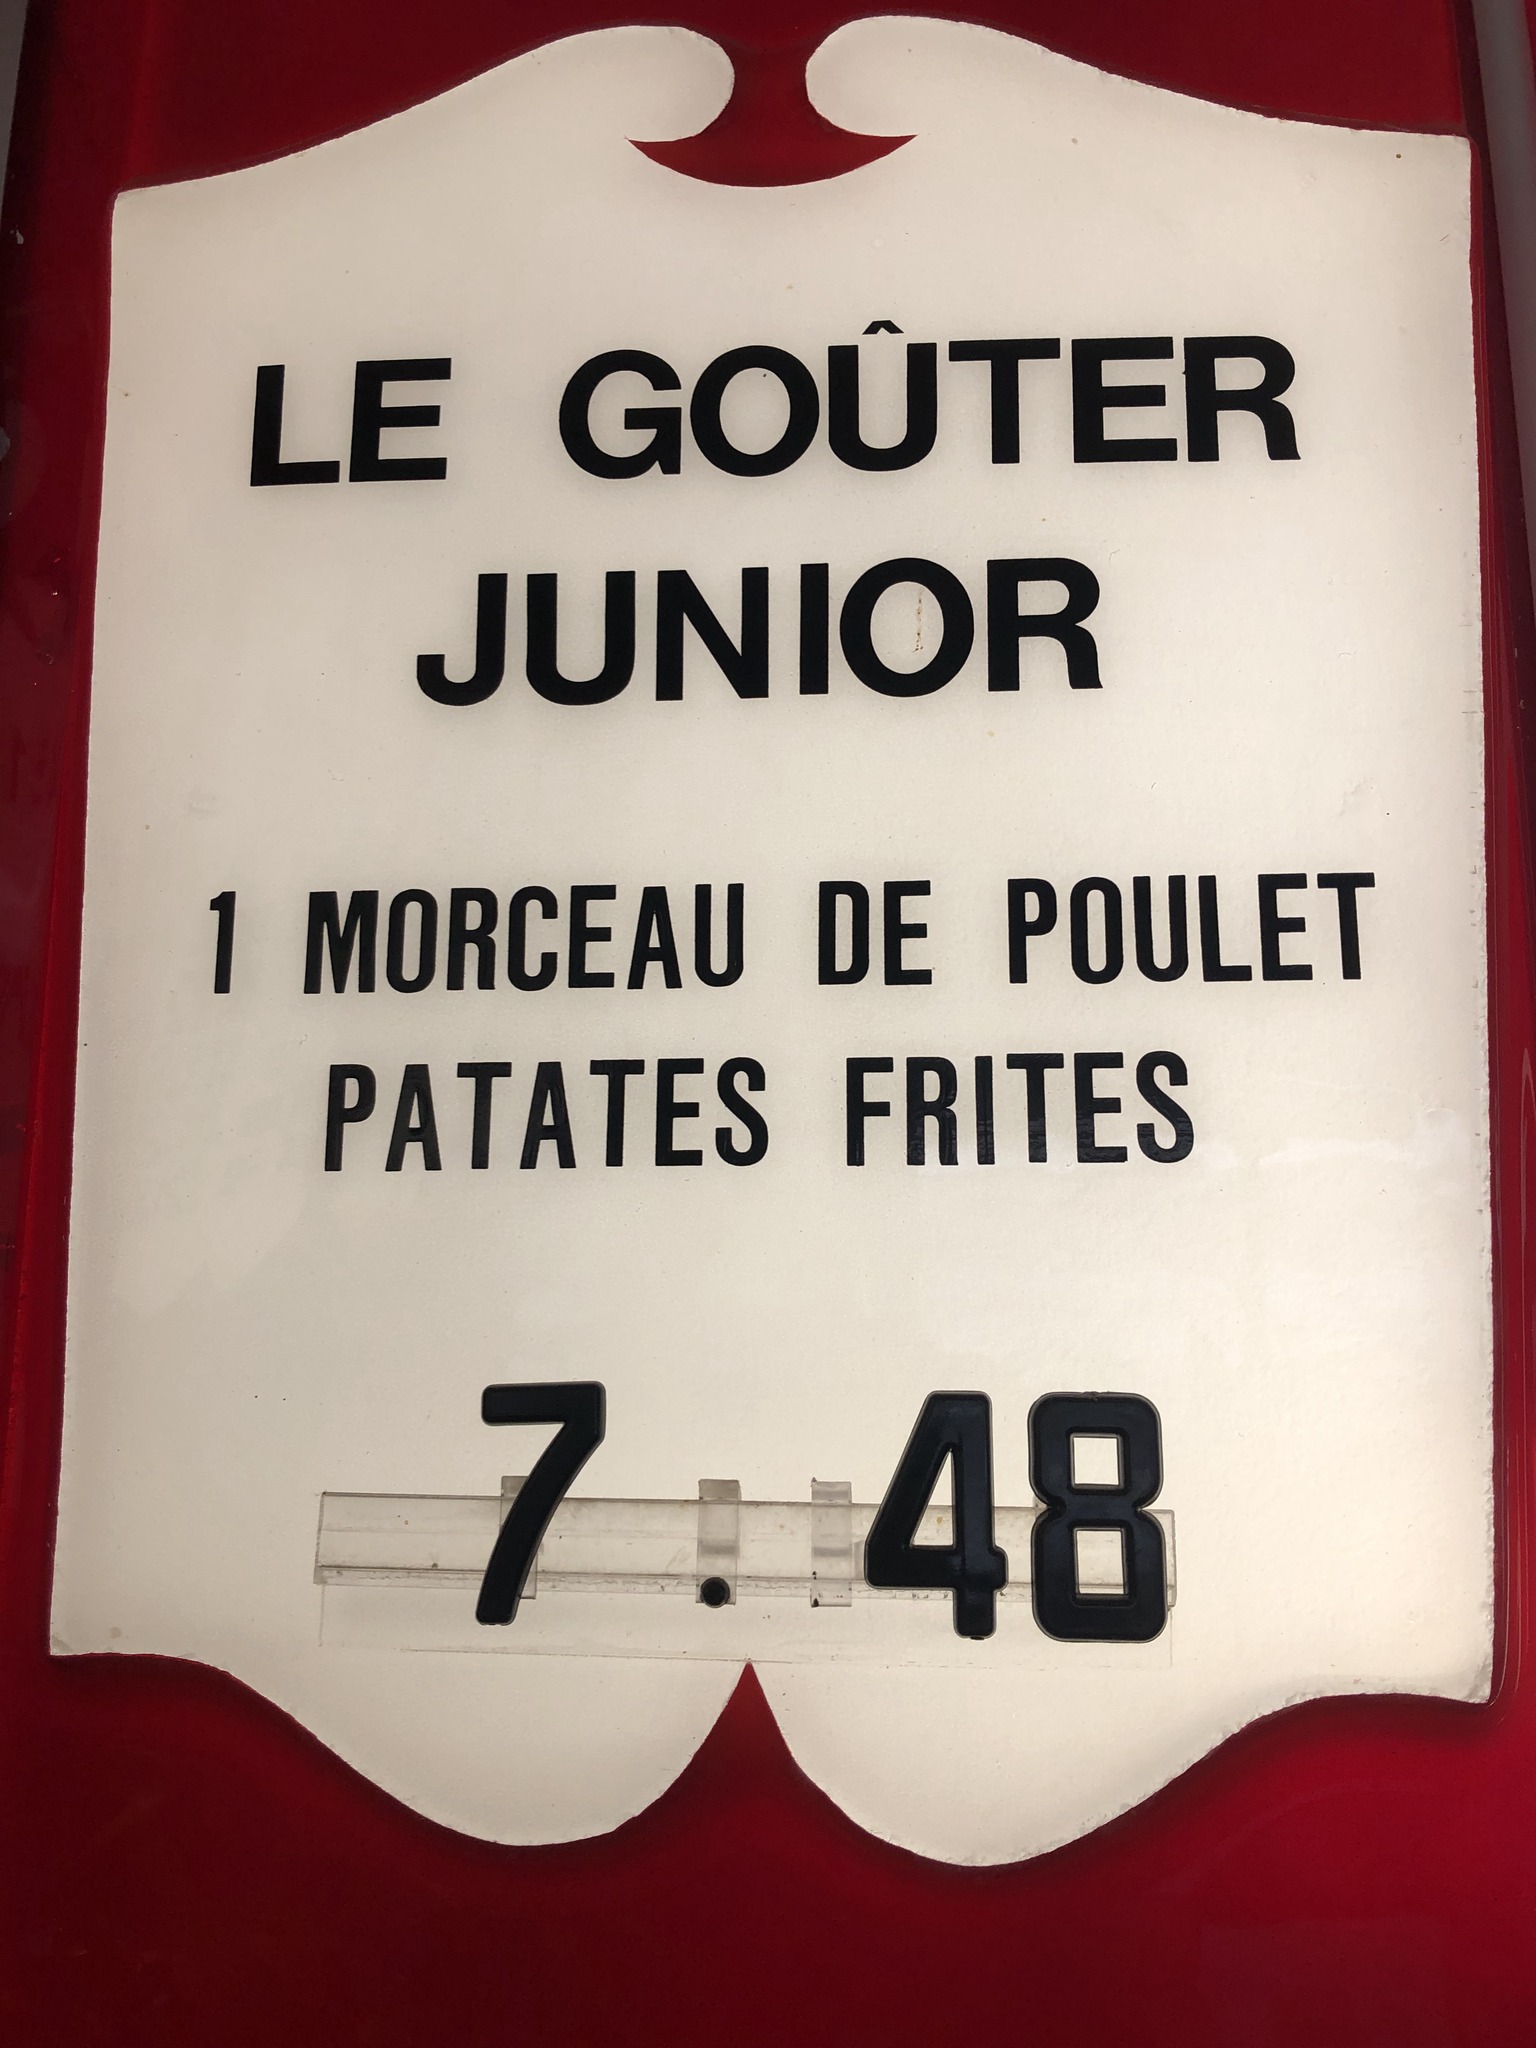 LE GOÛTER
JUNIOR
1 MORCEAU DE POULET
PATATES FRITES
7.48